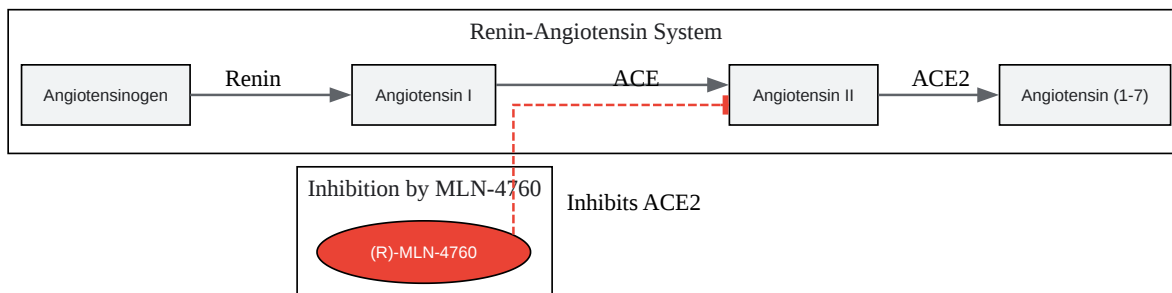 Renin-Angiotensin System
Angiotensinogen
Renin
Angiotensin I
ACE
Angiotensin II
ACE2
Angiotensin (1-7)
Inhibition by MLN-4760
Inhibits ACE2
(R)-MLN-4760